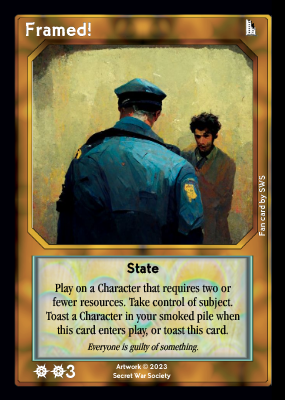 Framed!
Fan card by SWS
State
Play on a Character that requires two or
fewer resources. Take control of subject.
Toast a Character in your smoked pile when
this card enters play, or toast this card.
Everyone is guilty of something.
3
Artwork © 2023
Secret War Society